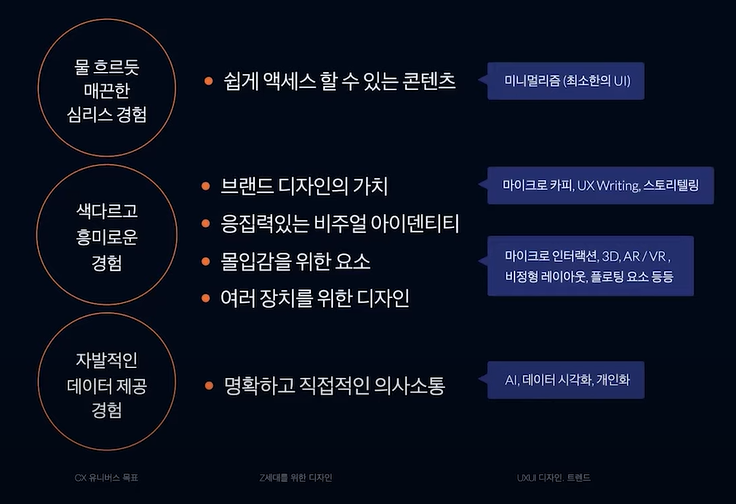 물 흐르듯
매끈한
심리스 경험
쉽게 액세스 할 수 있는 콘텐츠
미니멀리즘 (최소한의 UI)
색다르고
흥미로운
경험
브랜드 디자인의 가치
마이크로 카피, UX Writing, 스토리텔링
응집력있는 비주얼 아이덴티티
몰입감을 위한 요소
마이크로 인터랙션, 3D, AR / VR ,
비정형 레이아웃, 플로팅 요소 등등
여러 장치를 위한 디자인
자발적인
데이터 제공
경험
명확하고 직접적인 의사소통
AI, 데이터 시각화, 개인화
CX 유니버스 목표
Z세대를 위한 디자인
UXUI 디자인. 트렌드